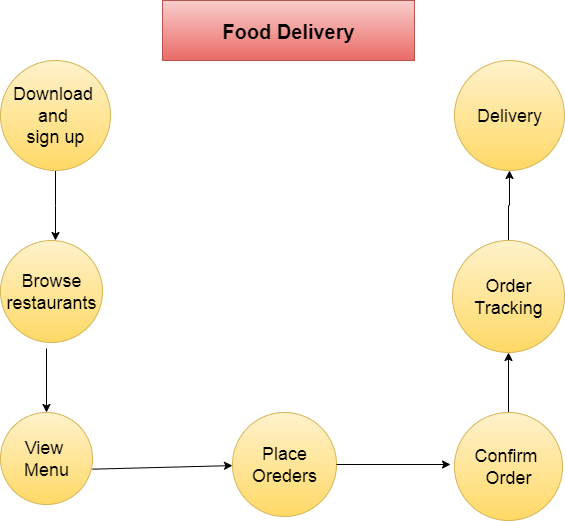 Food Delivery
Download
and
sign up
Browse
restaurants
View
Menu
Place
Oreders
Confirm
Order
Order
Tracking
Delivery